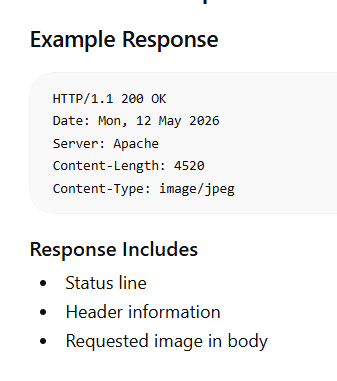 Example Response
HTTP/1.1 200 OK
Date: Mon, 12 May 2026
Server: Apache
Content-Length: 4520
Content-Type: image/jpeg
Response Includes
• Status line
• Header information
• Requested image in body